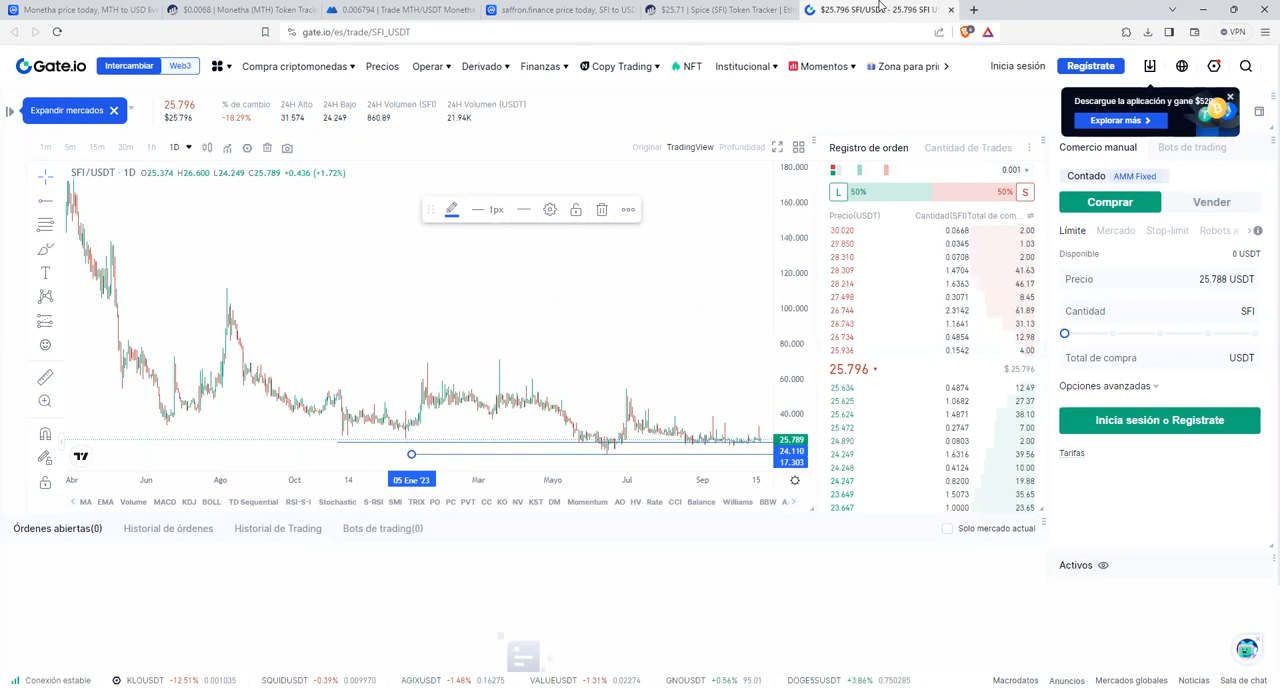 Monetha price today, MTH to USD live
$0.0068 | Monetha (MTH) Token Track
0.006794 | Trade MTH/USDT Moneth
saffron.finance price today, SFI to USD
$25.71 | Spice (SFI) Token Tracker | Eth
$25.796 SFI/USD - 25.796 SFI U
gate.io/es/trade/SFI_USDT
VPN
Gate.io
Intercambiar
Web3
Compra criptomonedas
Precios
Operar
Derivado
Finanzas
Copy Trading
NFT
Institucional
Momentos
Zona para prii
Inicia sesión
Regístrate
Expandir mercados
25.796
$25.796
% de cambio
-18.29%
24H Alto
31.574
24H Bajo
24.249
24H Volumen (SFI)
860.89
24H Volumen (USDT)
21.94K
Descargue la aplicación y gane $52
Explorar más
1m 5m 15m 30m 1h 1D
Original TradingView Profundidad
SFI/USDT · 1D O25.374 H26.600 L24.249 C25.789 +0.436 (+1.72%)
1px
180.000
160.000
140.000
120.000
100.000
80.000
60.000
40.000
25.789
24.110
17.303
Abr Jun Ago Oct 14 05 Ene '23 Mar Mayo Jul Sep 15
MA EMA Volume MACD KDJ BOLL TD Sequential RSI-S-I Stochastic S-RSI SMI TRIX PO PC PVT CC KO NV KST DM Momentum AO HV Rate CCI Balance Williams BBW A.
Registro de orden
Cantidad de Trades
0.001
L 50%
50% S
Precio(USDT) Cantidad(SFI) Total de com...
30.020 0.0668 2.00
29.850 0.0345 1.03
28.310 0.0708 2.00
28.309 1.4704 41.63
28.214 1.6363 46.17
27.498 0.3071 8.45
26.744 2.3142 61.89
26.743 1.1641 31.13
26.734 0.4854 12.98
25.936 0.1542 4.00
25.796 $ 25.796
25.634 0.4874 12.49
25.625 1.0682 27.37
25.624 1.4871 38.10
25.472 0.2747 7.00
24.890 0.0803 2.00
24.249 1.6316 39.56
24.248 0.4124 10.00
24.232 0.8200 19.88
23.649 1.5073 35.65
23.647 1.0000 23.65
Comercio manual
Bots de trading
Contado
AMM Fixed
Comprar
Vender
Límite Mercado Stop-limit Robots a
Disponible 0 USDT
Precio 25.788 USDT
Cantidad SFI
Total de compra USDT
Opciones avanzadas
Inicia sesión o Regístrate
Tarifas
Órdenes abiertas(0)
Historial de órdenes
Historial de Trading
Bots de trading(0)
Solo mercado actual
Activos
Conexión estable
KLOUSDT -12.51% 0.001035
SQUIDUSDT -0.39% 0.009970
AGIXUSDT -1.48% 0.16275
VALUEUSDT -1.31% 0.02274
GNOUSDT +0.56% 95.01
DOGE5SUSDT +3.86% 0.750285
Macrodatos
Anuncios
Mercados globales
Noticias
Sala de chat